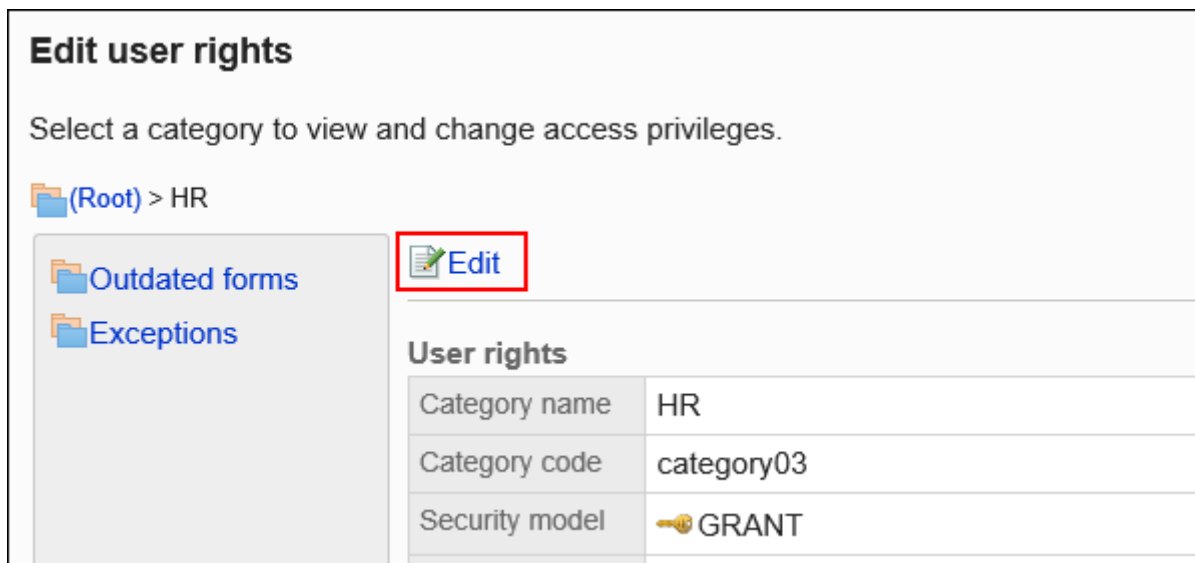 Edit user rights
Select a category to view and change access privileges.
(Root) > HR
Outdated forms
Exceptions
Edit
User rights
Category name HR
Category code category03
Security model GRANT